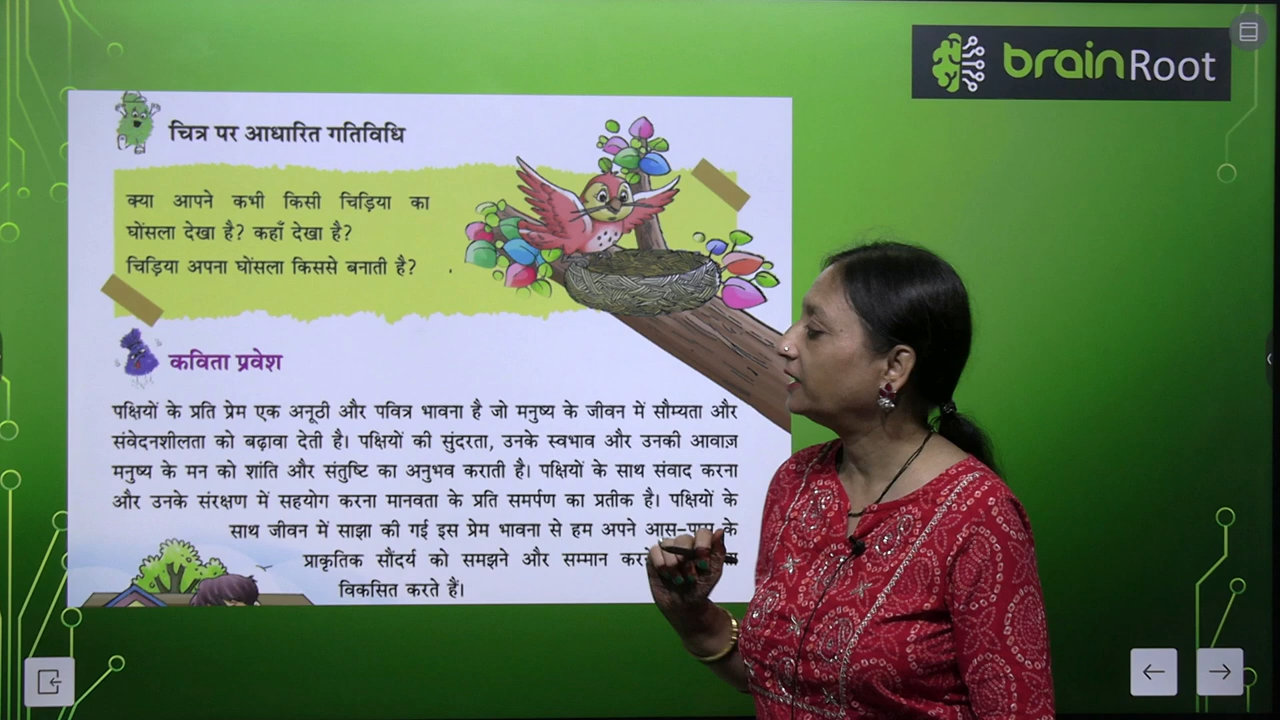 brainRoot
चित्र पर आधारित गतिविधि
क्या आपने कभी किसी चिड़िया का
घोंसला देखा है? कहाँ देखा है?
चिड़िया अपना घोंसला किससे बनाती है?
कविता प्रवेश
पक्षियों के प्रति प्रेम एक अनूठी और पवित्र भावना है जो मनुष्य के जीवन में सौम्यता और
संवेदनशीलता को बढ़ावा देती है। पक्षियों की सुंदरता, उनके स्वभाव और उनकी आवाज़
मनुष्य के मन को शांति और संतुष्टि का अनुभव कराती है। पक्षियों के साथ संवाद करना
और उनके संरक्षण में सहयोग करना मानवता के प्रति समर्पण का प्रतीक है। पक्षियों के
साथ जीवन में साझा की गई इस प्रेम भावना से हम अपने आस-पास के
प्राकृतिक सौंदर्य को समझने और सम्मान
विकसित करते हैं।